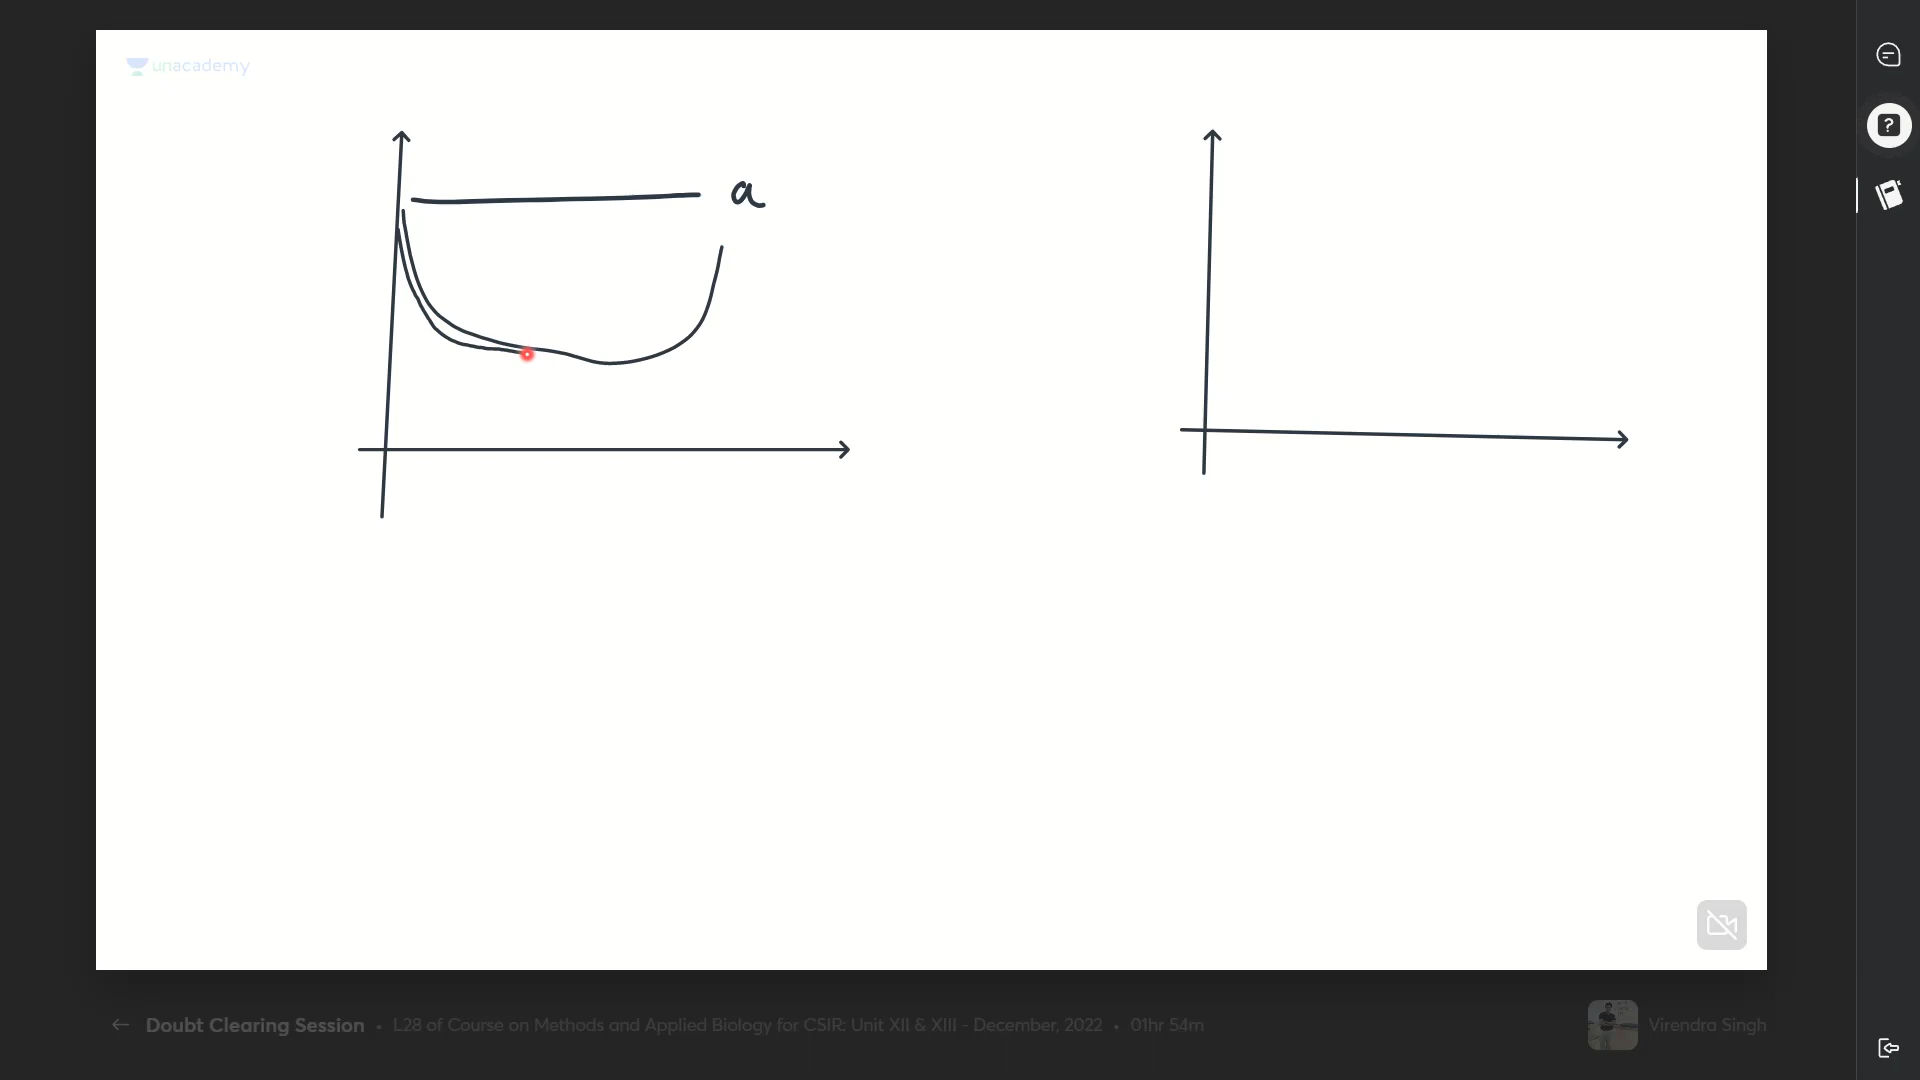 unacademy
a
?
Doubt Clearing Session • L28 of Course on Methods and Applied Biology for CSIR: Unit XII & XIII - December, 2022 • 01hr 54m
Virendra Singh